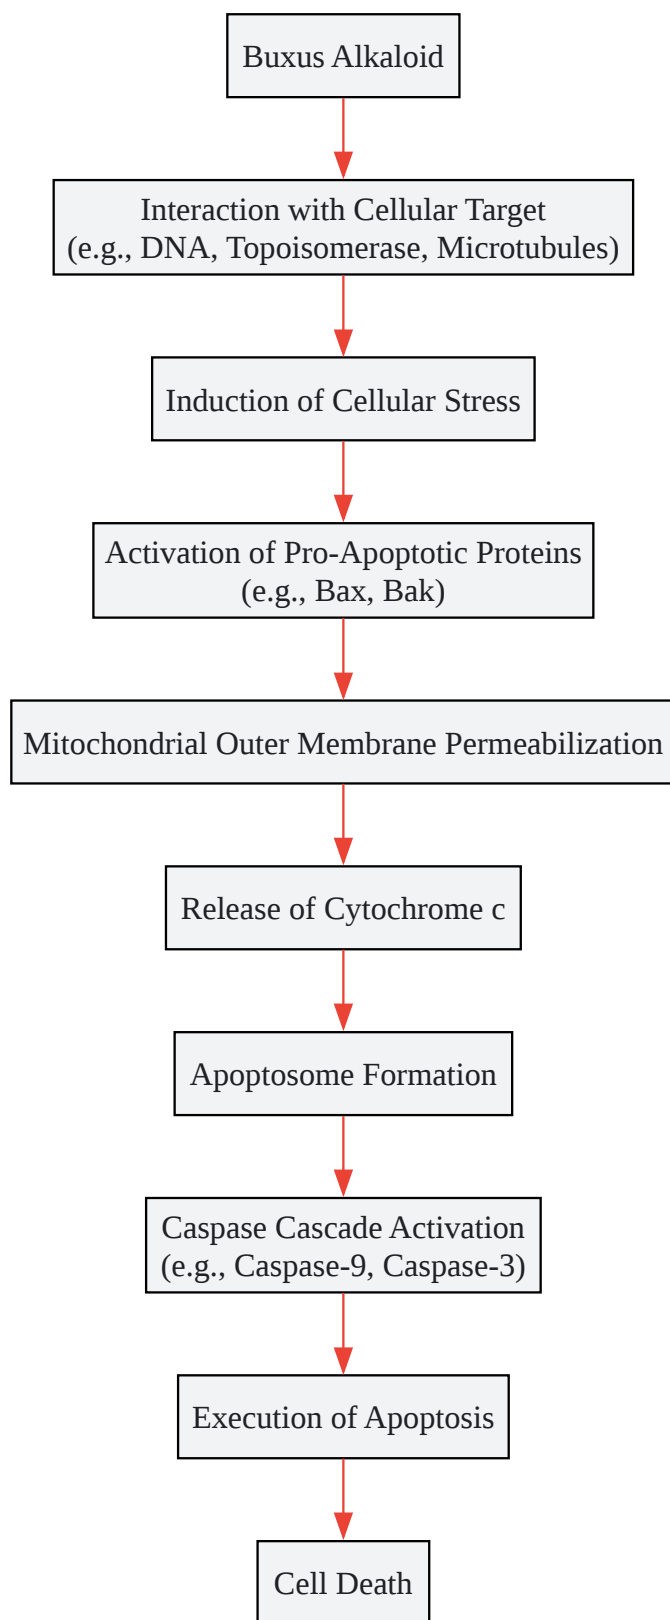 Buxus Alkaloid
Interaction with Cellular Target
(e.g., DNA, Topoisomerase, Microtubules)
Induction of Cellular Stress
Activation of Pro-Apoptotic Proteins
(e.g., Bax, Bak)
Mitochondrial Outer Membrane Permeabilization
Release of Cytochrome c
Apoptosome Formation
Caspase Cascade Activation
(e.g., Caspase-9, Caspase-3)
Execution of Apoptosis
Cell Death